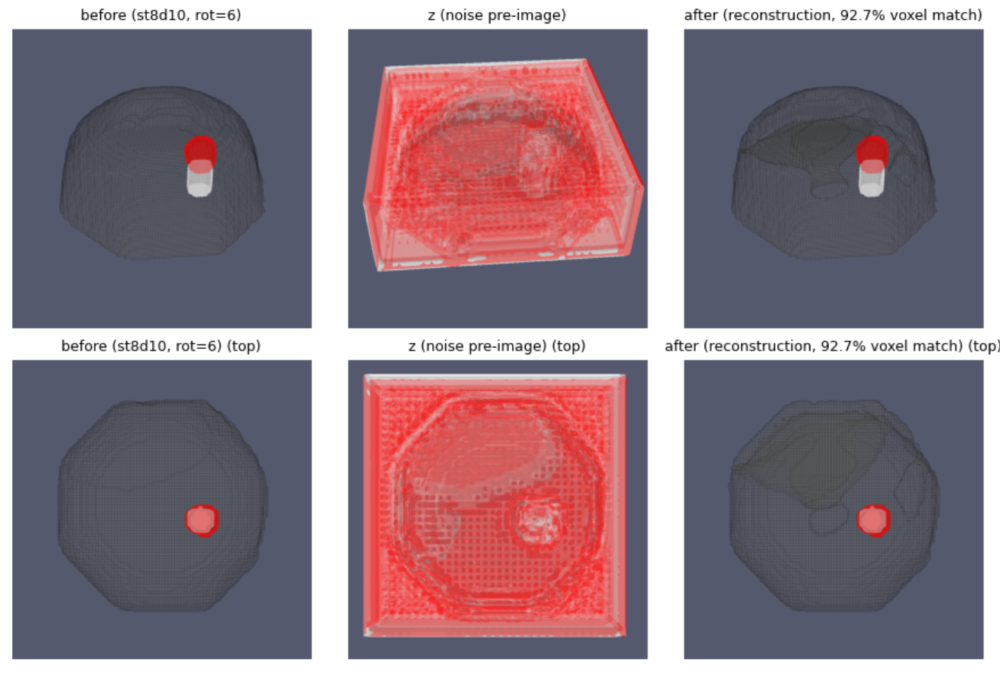 before (st8d10, rot=6)
z (noise pre-image)
after (reconstruction, 92.7% voxel match)
before (st8d10, rot=6) (top)
z (noise pre-image) (top)
after (reconstruction, 92.7% voxel match) (top)